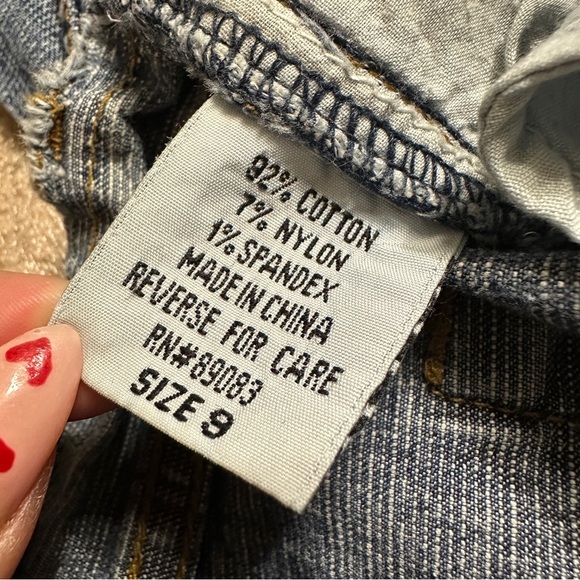 92% COTTON
7% NYLON
1% SPANDEX
MADE IN CHINA
REVERSE FOR CARE
RN#89083
SIZE 9